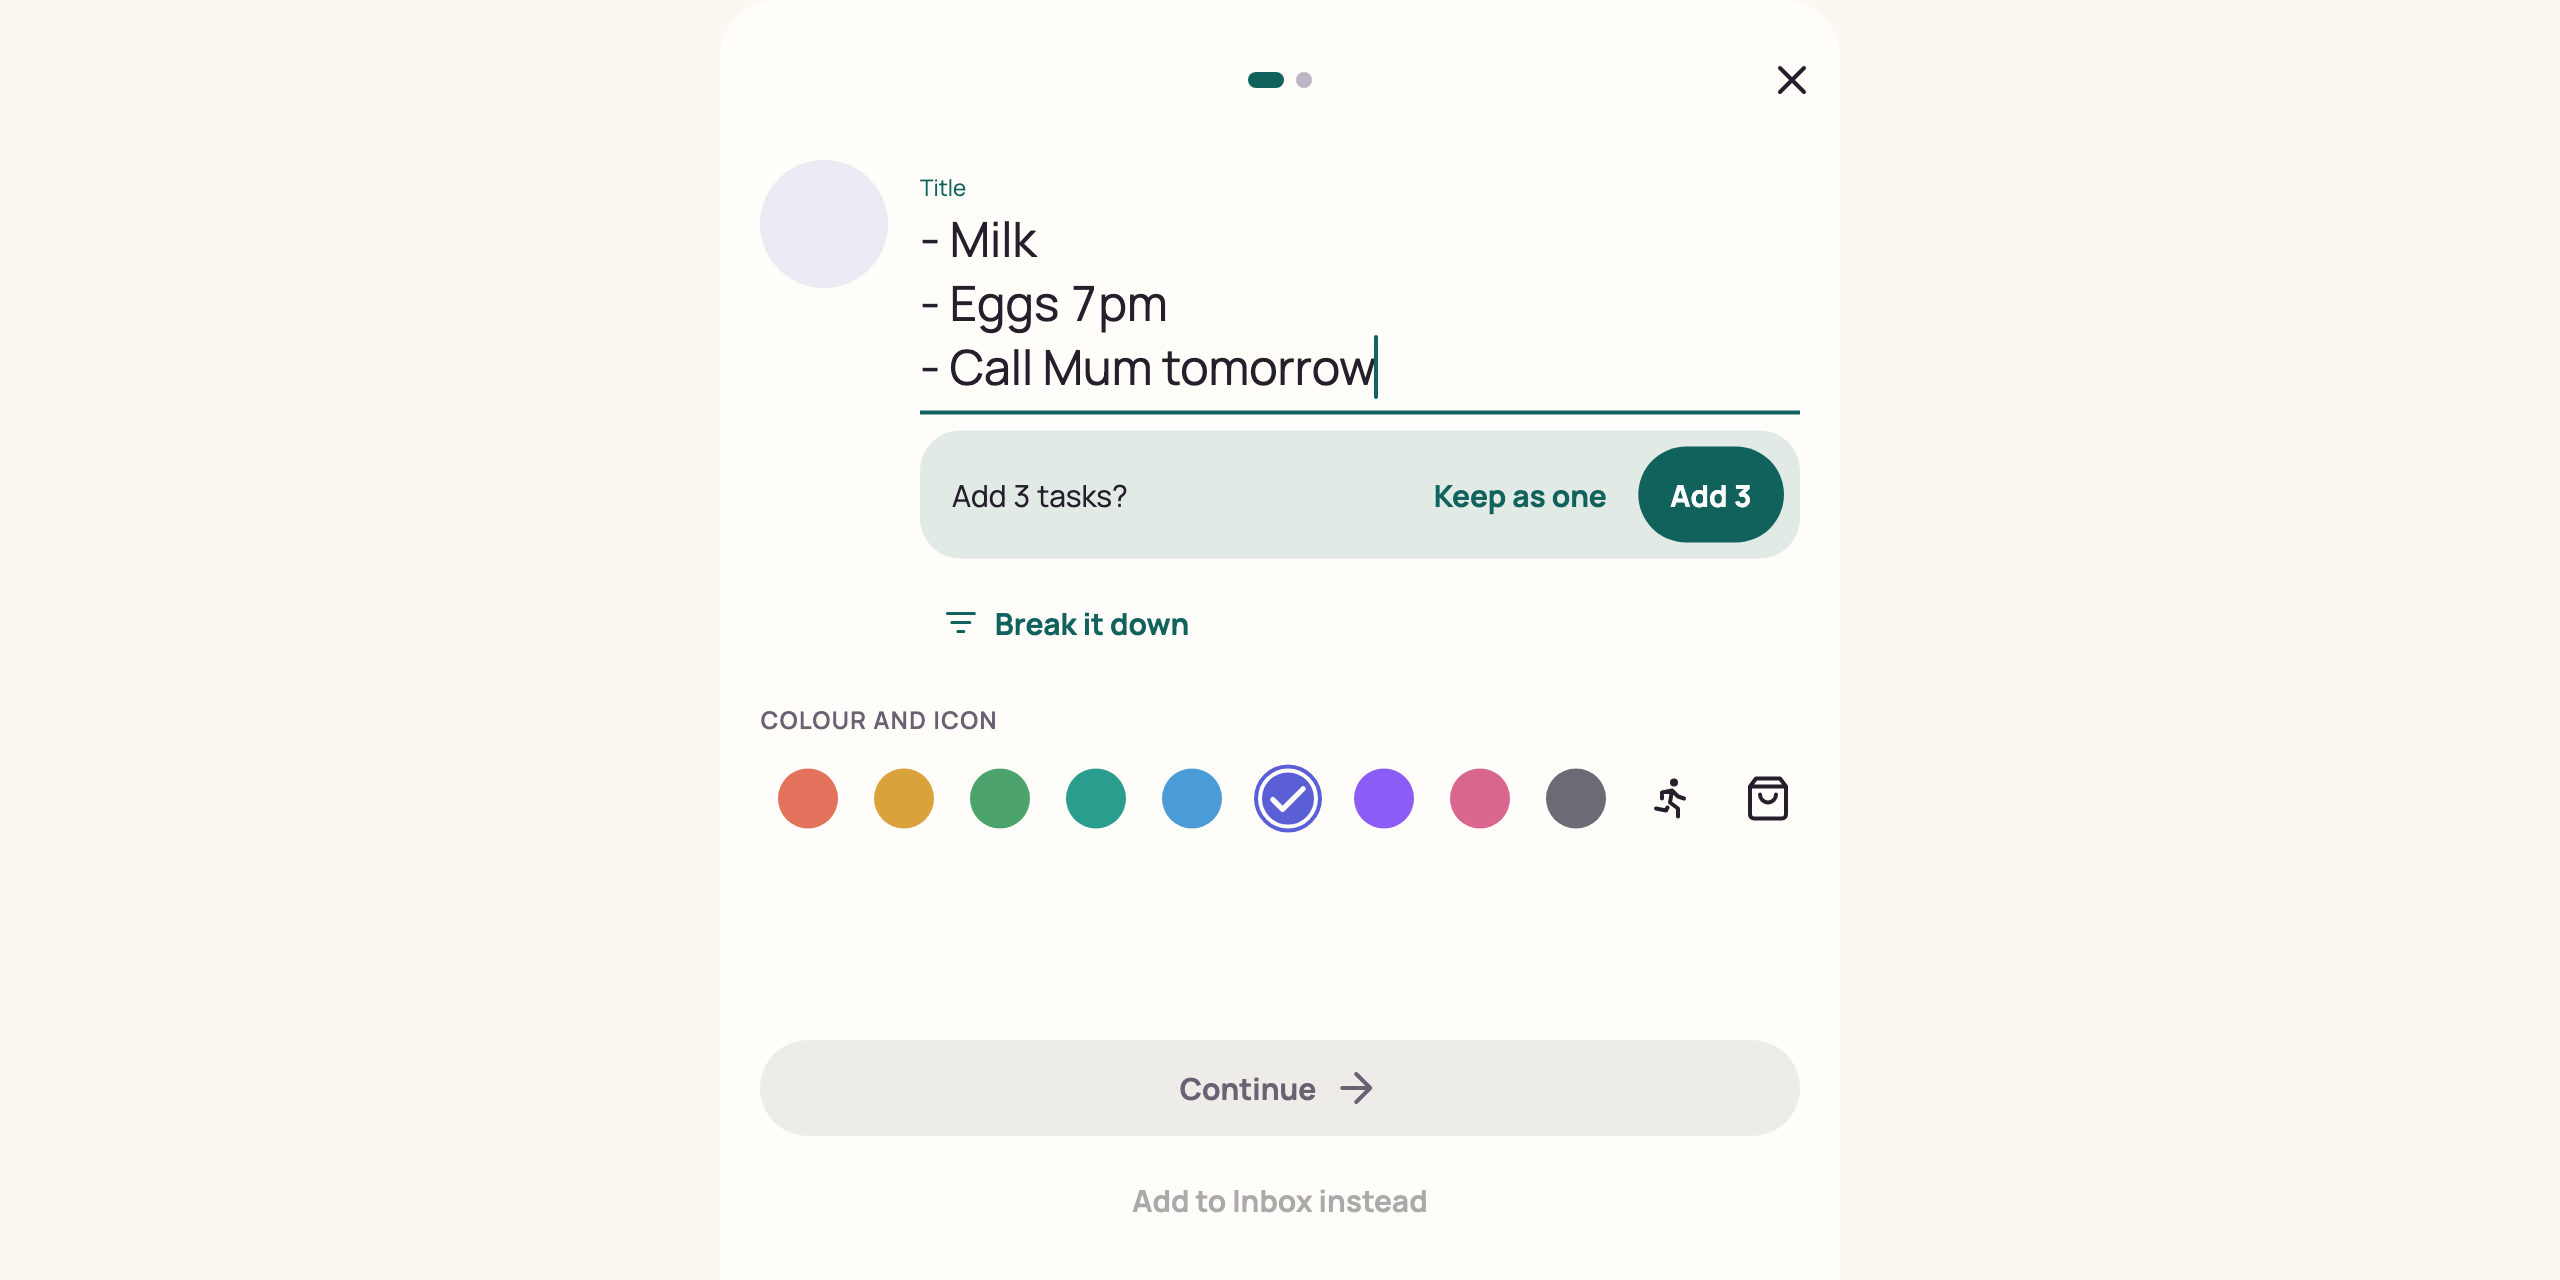 Title
- Milk
- Eggs 7pm
- Call Mum tomorrow
Add 3 tasks? Keep as one Add 3
Break it down
COLOUR AND ICON
Continue
Add to Inbox instead